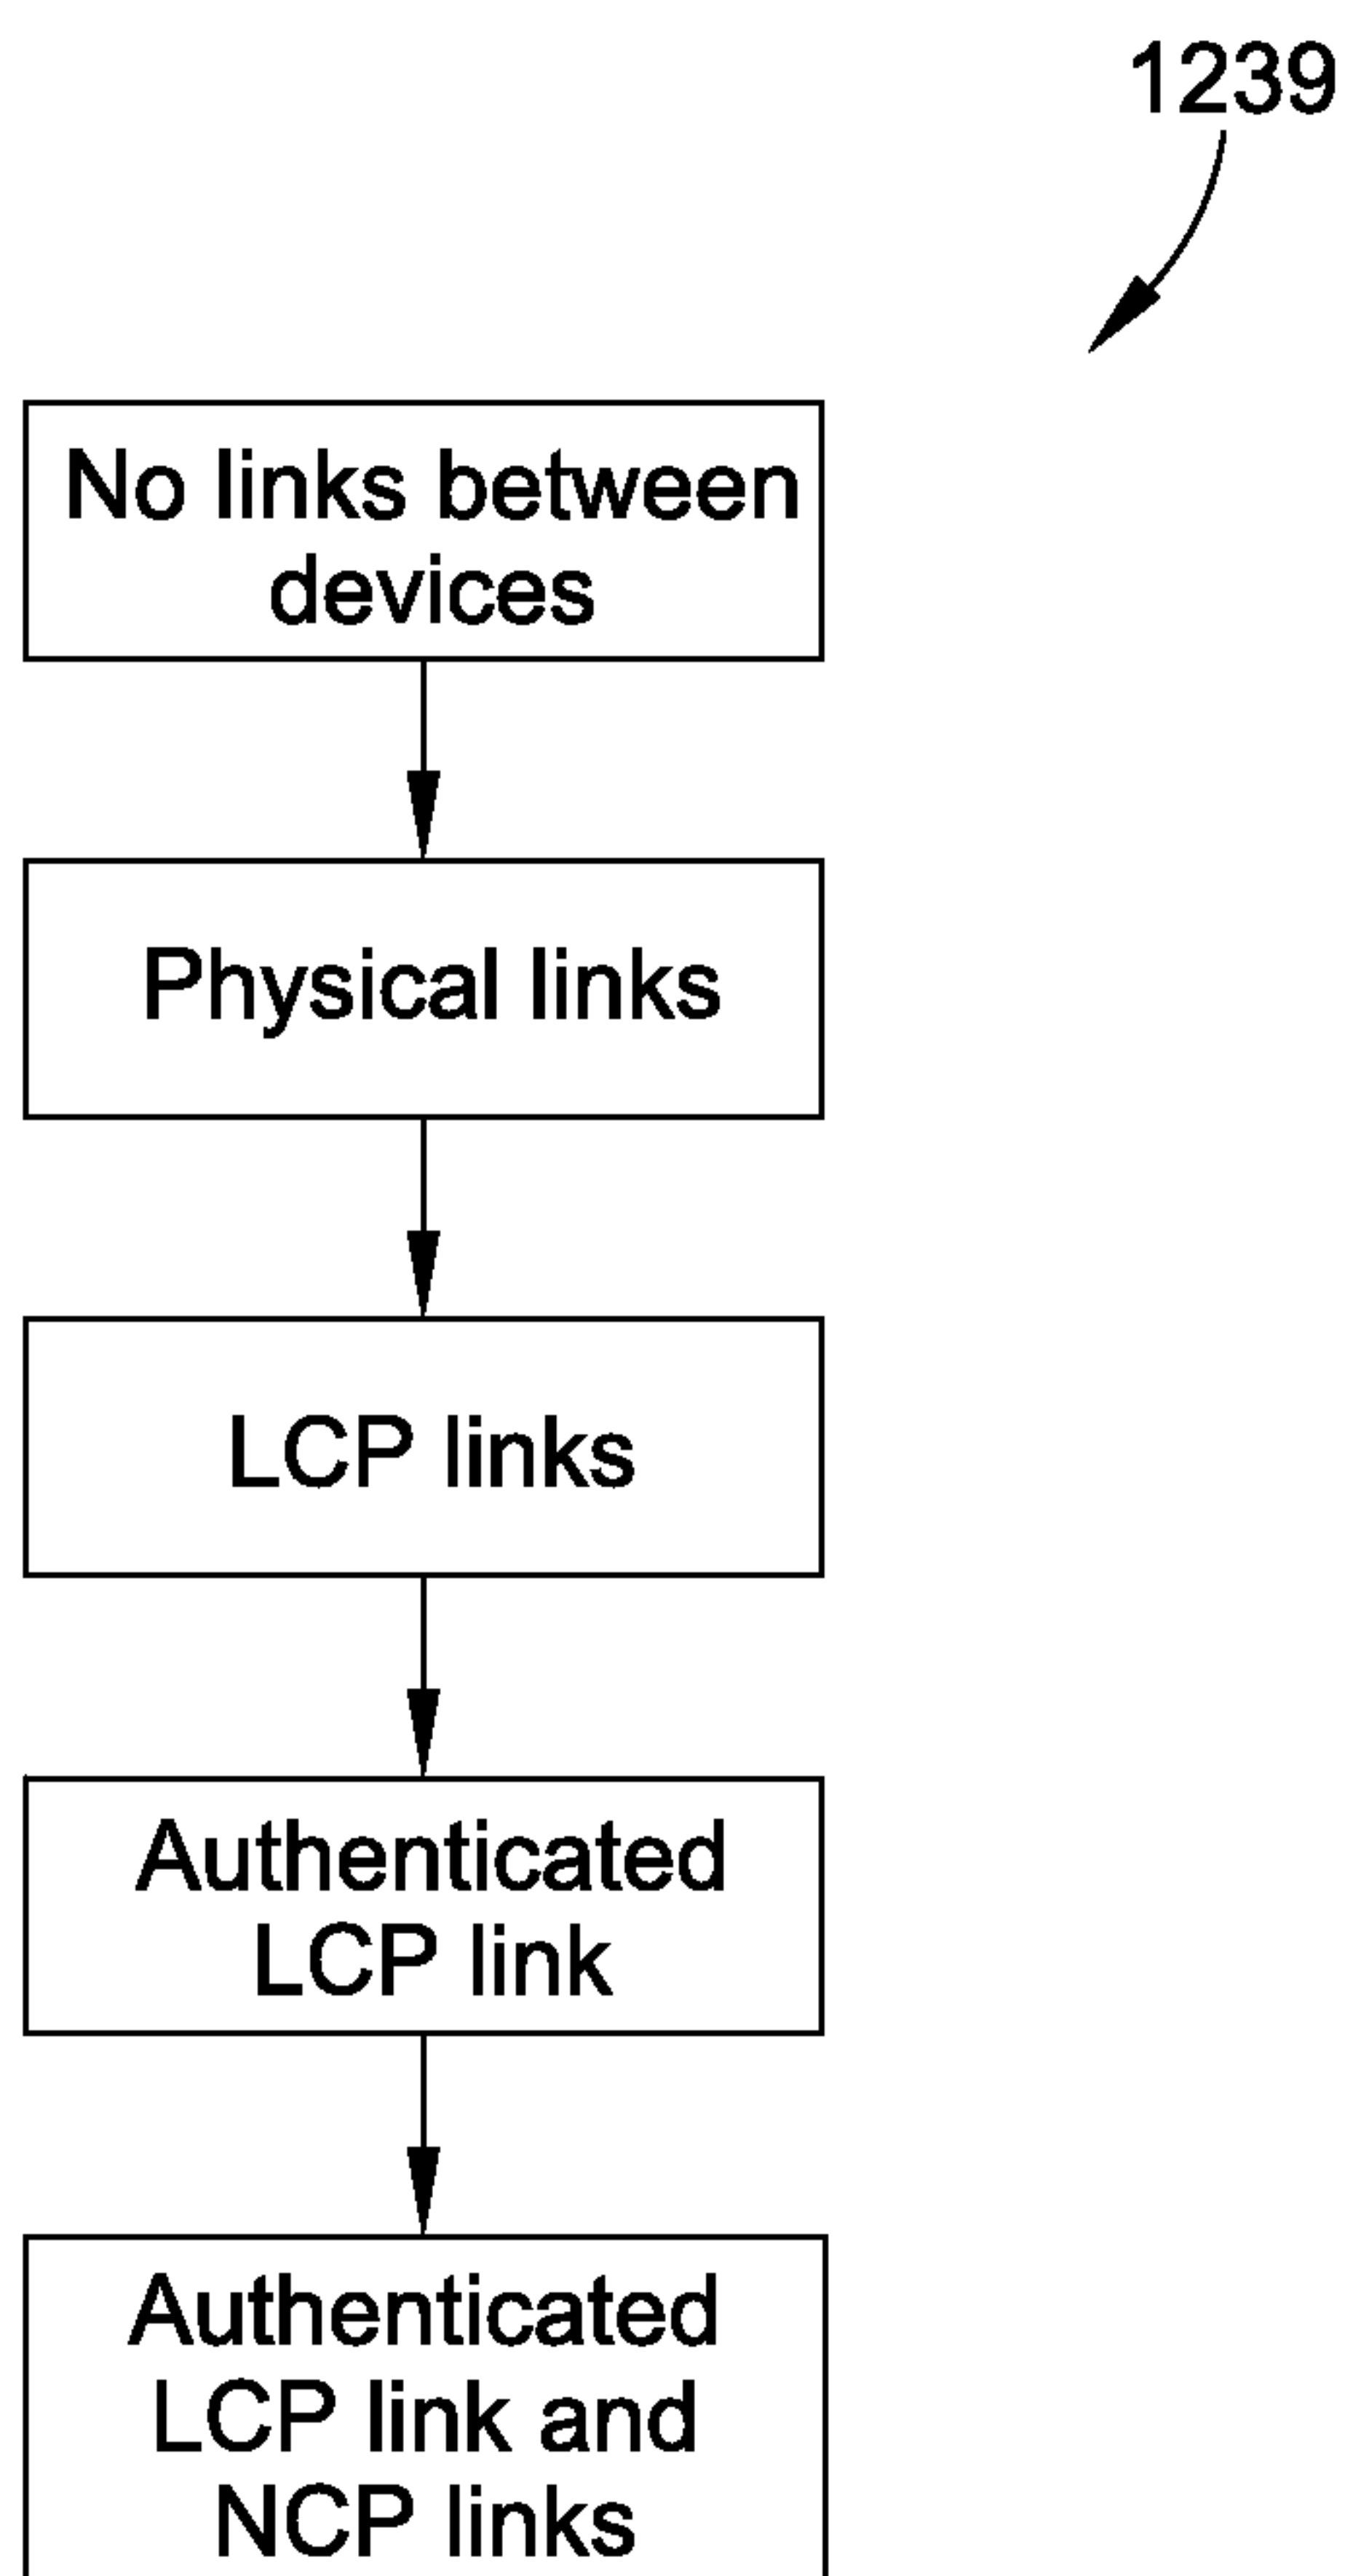 1239
No links between
devices
Physical links
LCP links
Authenticated
LCP link
Authenticated
LCP link and
NCP links